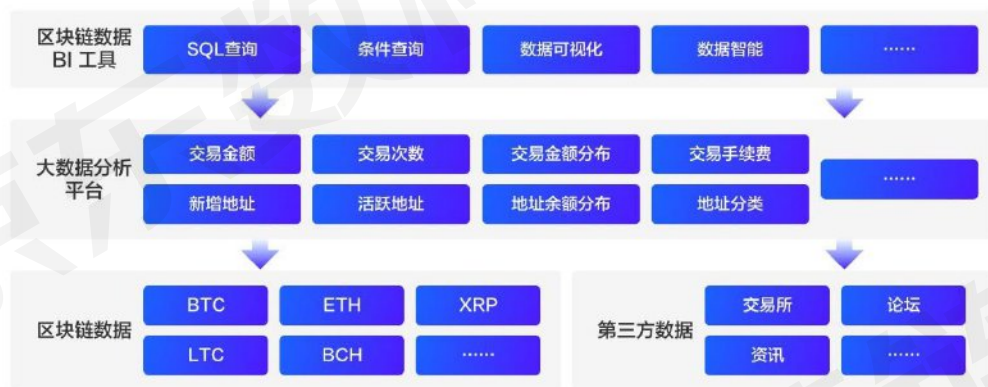 区块链数据
BI 工具
SQL查询
条件查询
数据可视化
数据智能
……
大数据分析
平台
交易金额
交易次数
交易金额分布
交易手续费
……
新增地址
活跃地址
地址余额分布
地址分类
区块链数据
BTC
ETH
XRP
LTC
BCH
……
第三方数据
交易所
论坛
资讯
……